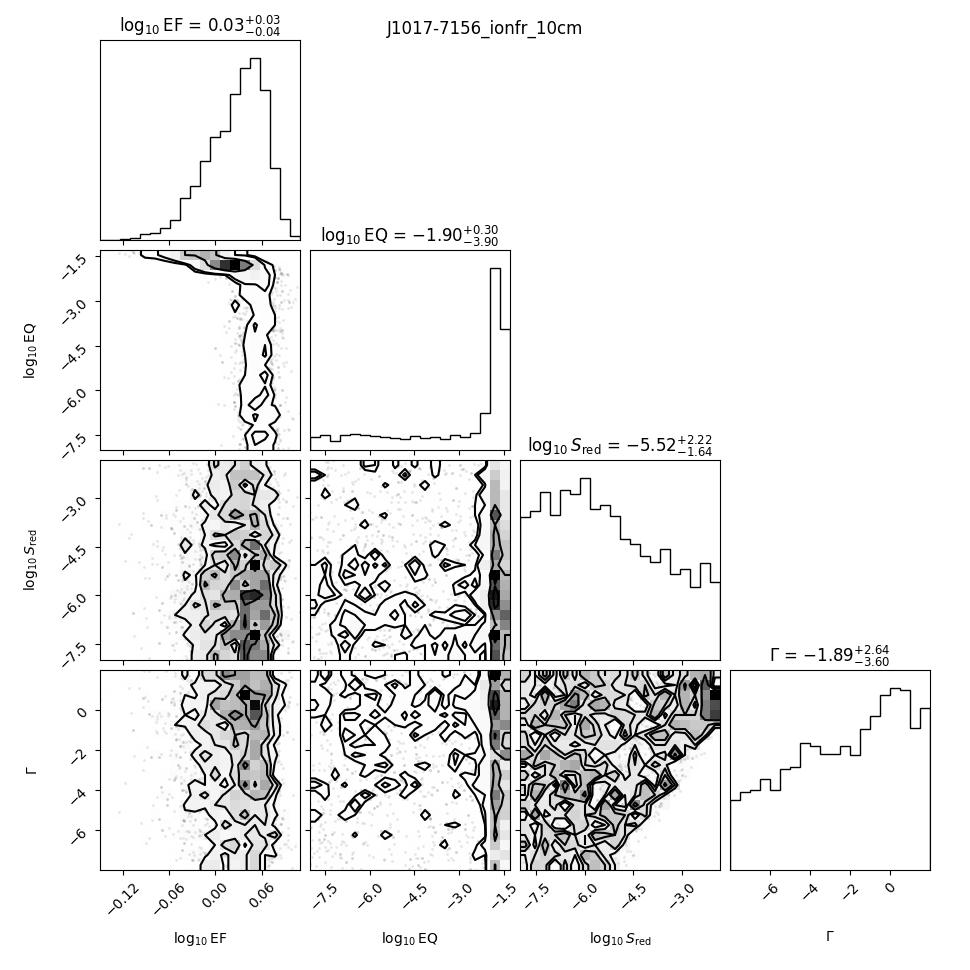 J1017-7156_ionfr_10cm
log₁₀ EF = 0.03^{+0.03}_{−0.04}
log₁₀ EQ = −1.90^{+0.30}_{−3.90}
−1.5
−3.0
−4.5
−6.0
−7.5
log₁₀ EQ
log₁₀ S_red = −5.52^{+2.22}_{−1.64}
−3.0
−4.5
−6.0
−7.5
log₁₀ S_red
Γ = −1.89^{+2.64}_{−3.60}
0
−2
−4
−6
Γ
−0.12 −0.06 0.00 0.06
−7.5 −6.0 −4.5 −3.0 −1.5
−7.5 −6.0 −4.5 −3.0
−6 −4 −2 0
log₁₀ EF
log₁₀ EQ
log₁₀ S_red
Γ